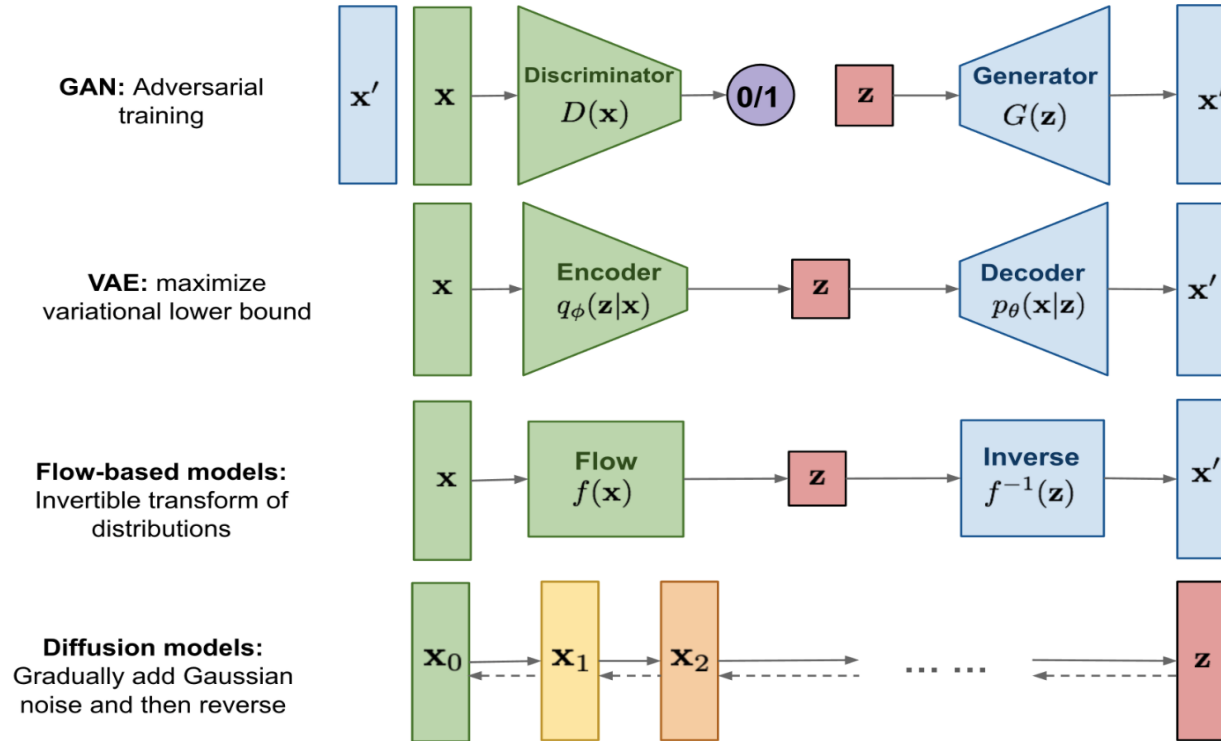 GAN: Adversarial
training
x′
x
Discriminator
D(x)
0/1
z
Generator
G(z)
x′
VAE: maximize
variational lower bound
x
Encoder
qϕ(z|x)
z
Decoder
pθ(x|z)
x′
Flow-based models:
Invertible transform of
distributions
x
Flow
f(x)
z
Inverse
f⁻¹(z)
x′
Diffusion models:
Gradually add Gaussian
noise and then reverse
x₀
x₁
x₂
... ...
z